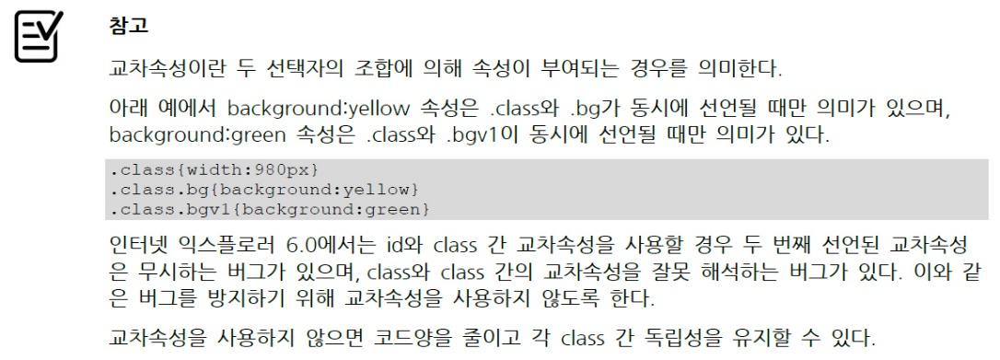 참고
교차속성이란 두 선택자의 조합에 의해 속성이 부여되는 경우를 의미한다.
아래 예에서 background:yellow 속성은 .class와 .bg가 동시에 선언될 때만 의미가 있으며,
background:green 속성은 .class와 .bgv1이 동시에 선언될 때만 의미가 있다.
.class{width:980px}
.class.bg{background:yellow}
.class.bgv1{background:green}
인터넷 익스플로러 6.0에서는 id와 class 간 교차속성을 사용할 경우 두 번째 선언된 교차속성
은 무시하는 버그가 있으며, class와 class 간의 교차속성을 잘못 해석하는 버그가 있다. 이와 같
은 버그를 방지하기 위해 교차속성을 사용하지 않도록 한다.
교차속성을 사용하지 않으면 코드양을 줄이고 각 class 간 독립성을 유지할 수 있다.